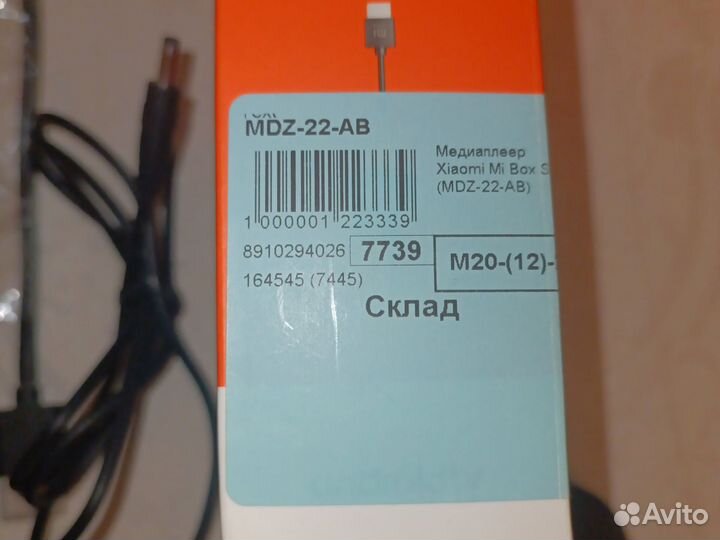 MDZ-22-AB
Медиаплеер
Xiaomi Mi Box S
(MDZ-22-AB)
1 000001 223339
8910294026 7739
M20-(12)-
164545 (7445)
Склад
Avito